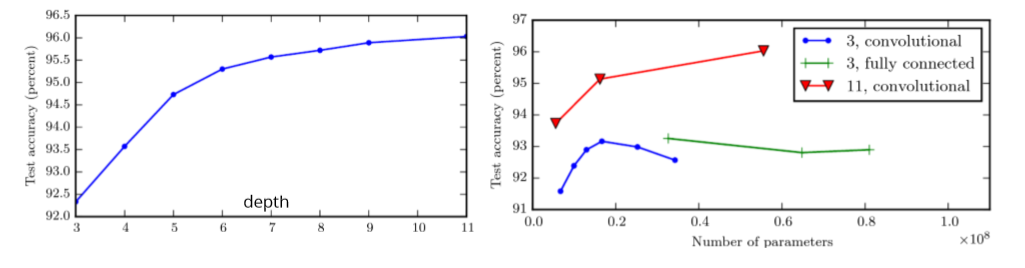 96.5
96.0
95.5
95.0
94.5
94.0
93.5
93.0
92.5
92.0
Test accuracy (percent)
depth
3 4 5 6 7 8 9 10 11
97
96
95
94
93
92
91
Test accuracy (percent)
3, convolutional
3, fully connected
11, convolutional
0.0 0.2 0.4 0.6 0.8 1.0
Number of parameters
×10⁸